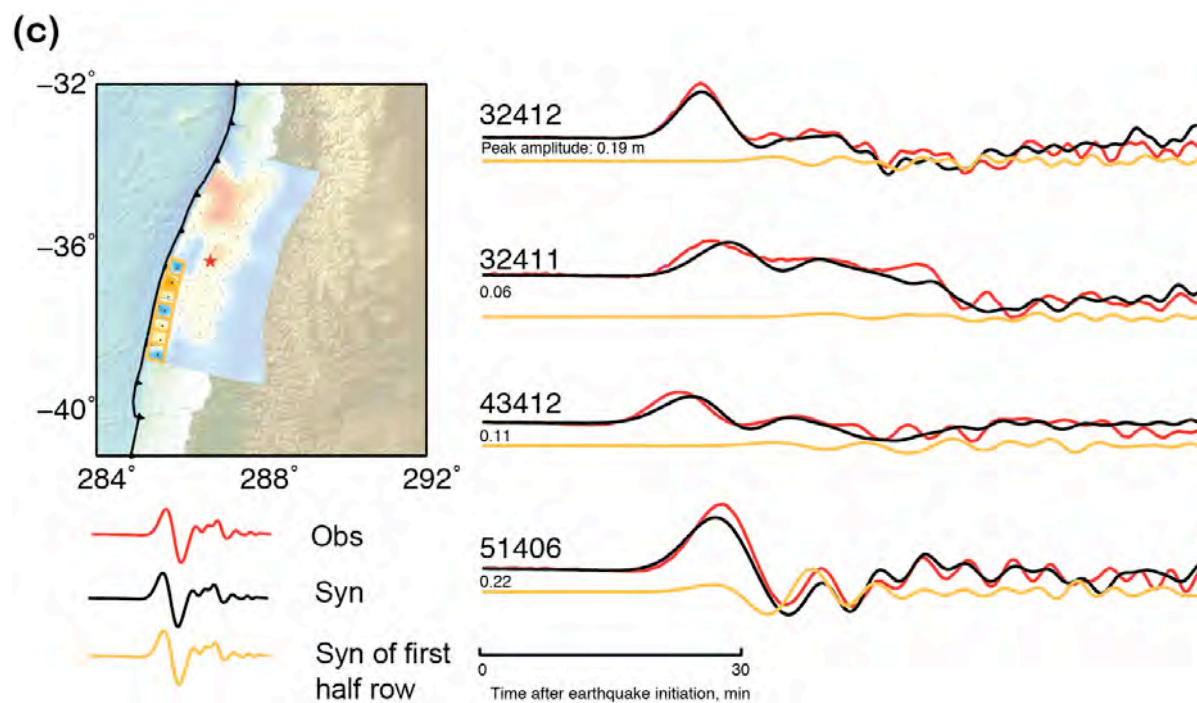 (c)
−32°
−36°
−40°
284°
288°
292°
Obs
Syn
Syn of first
half row
32412
Peak amplitude: 0.19 m
32411
0.06
43412
0.11
51406
0.22
0
30
Time after earthquake initiation, min